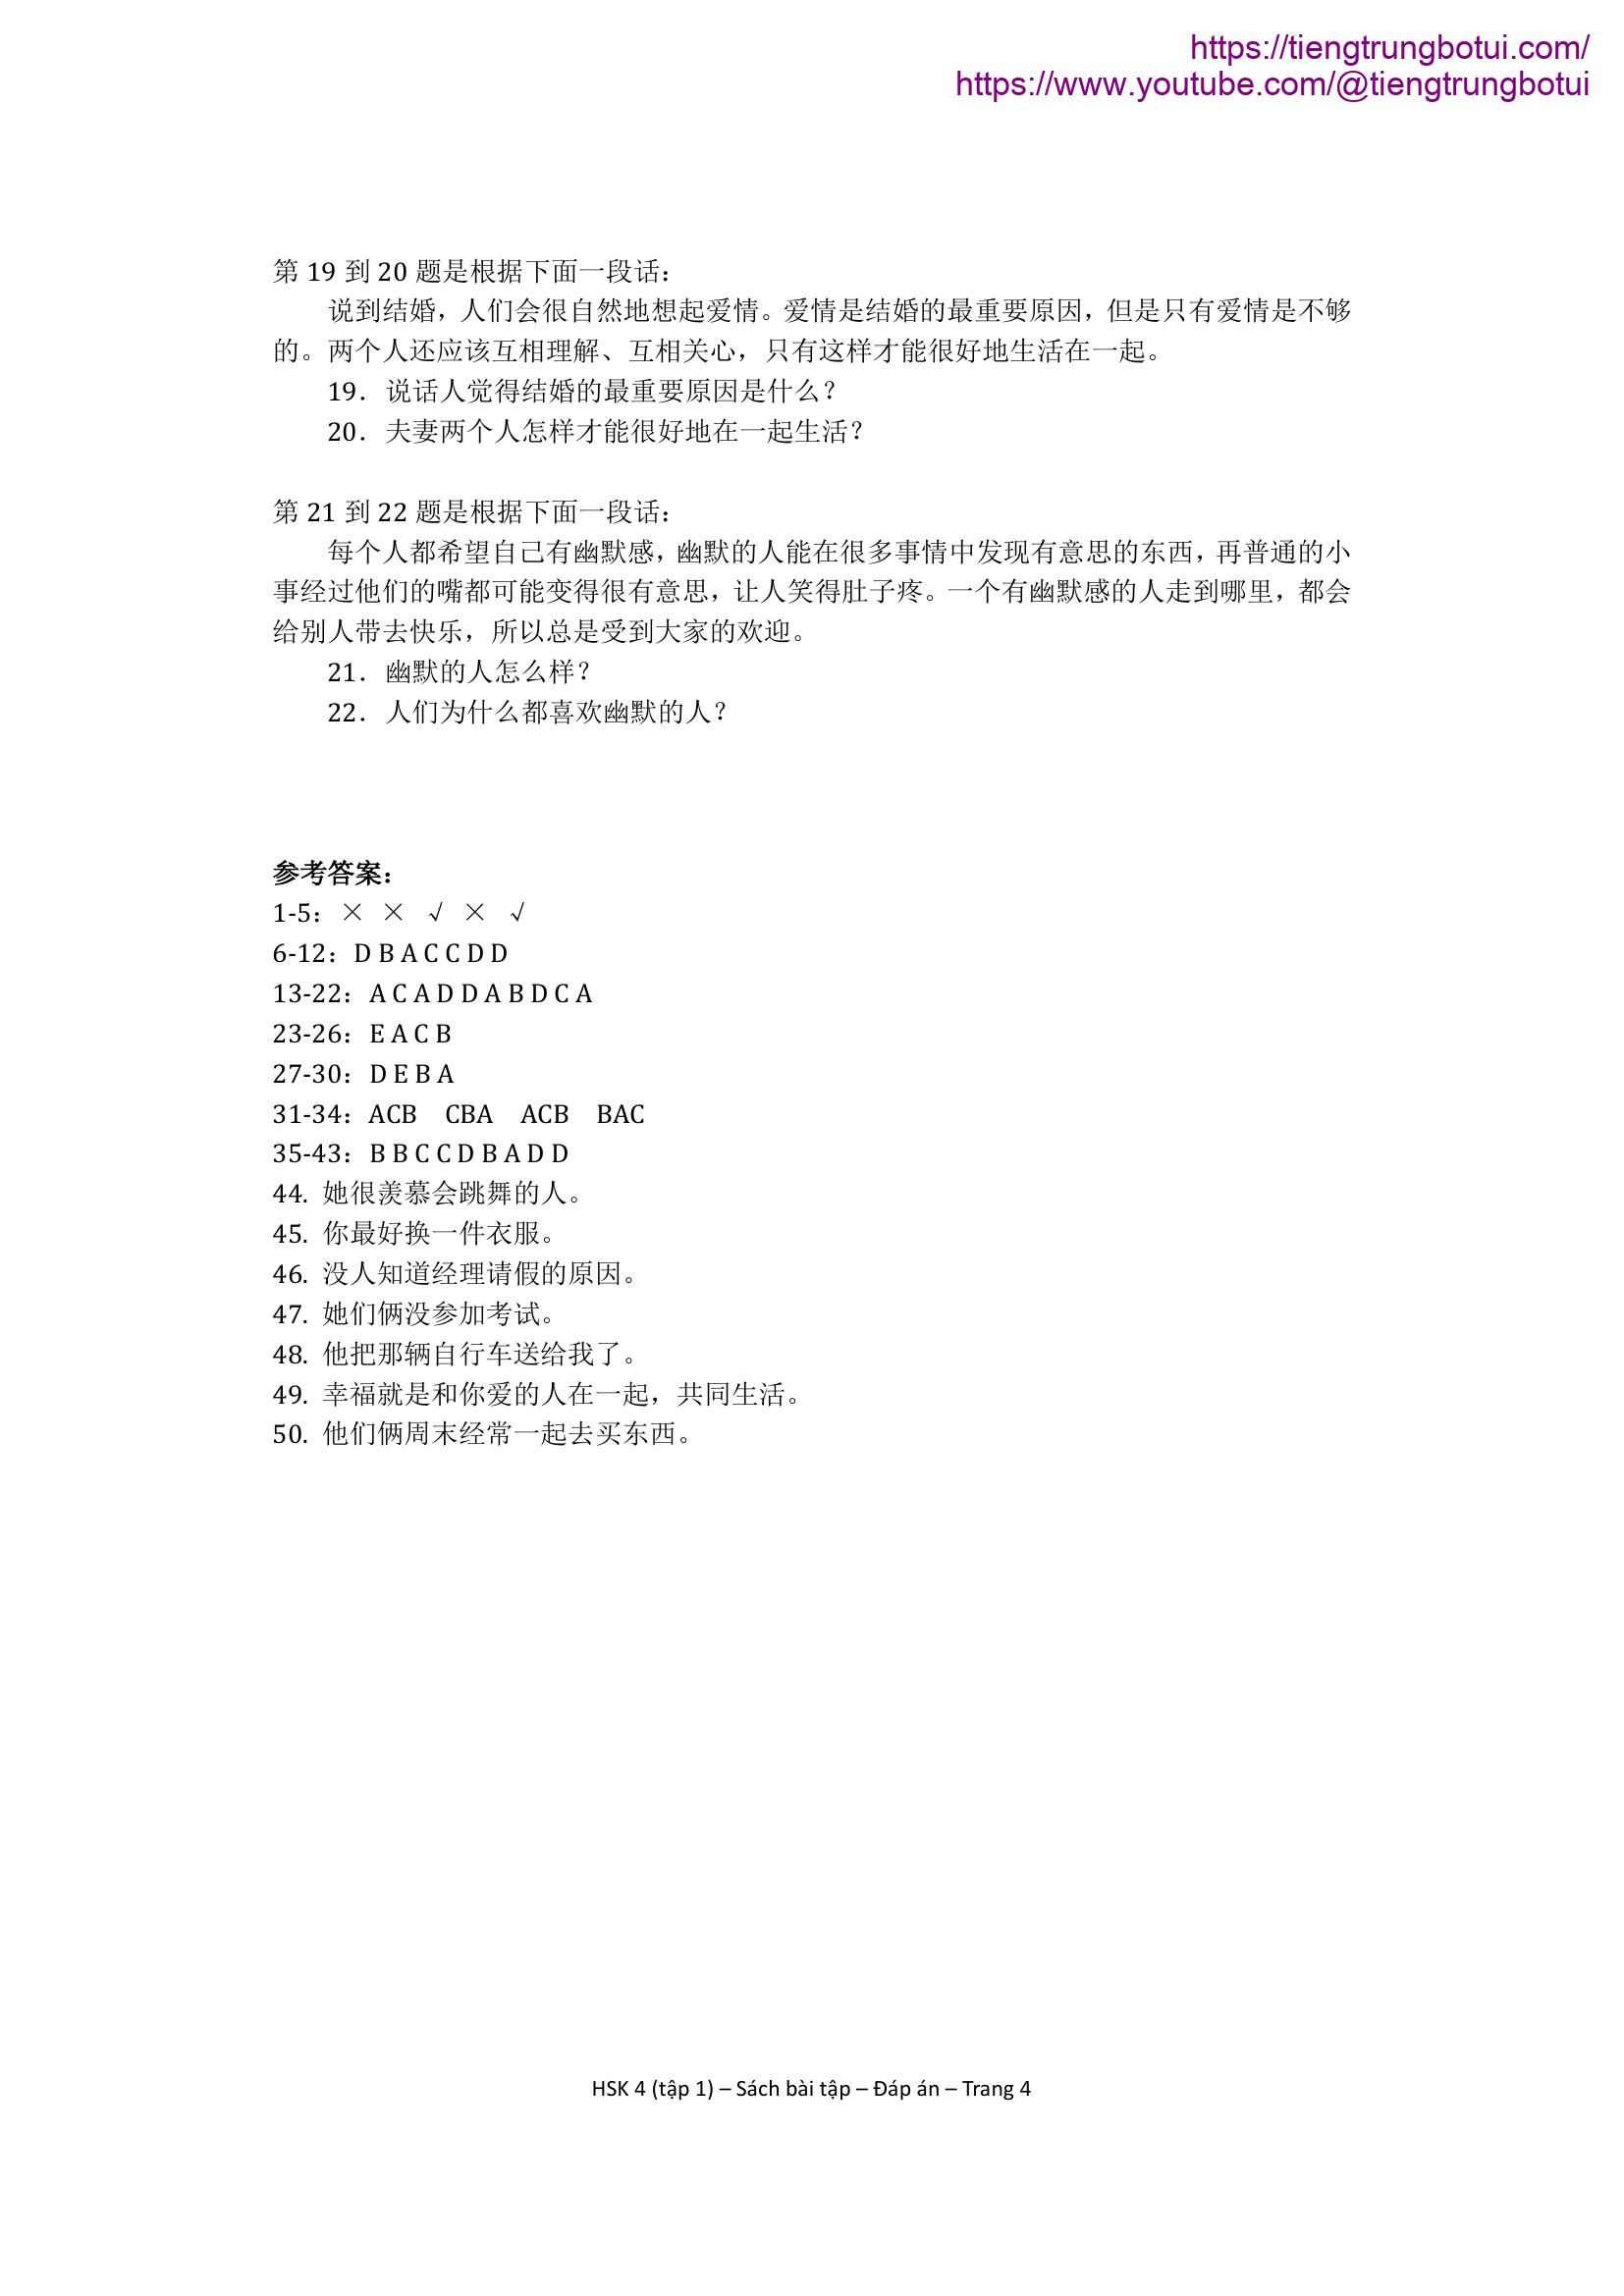 https://tiengtrungbotui.com/
https://www.youtube.com/@tiengtrungbotui
第 19 到 20 题是根据下面一段话：
说到结婚，人们会很自然地想起爱情。爱情是结婚的最重要原因，但是只有爱情是不够
的。两个人还应该互相理解、互相关心，只有这样才能很好地生活在一起。
19．说话人觉得结婚的最重要原因是什么？
20．夫妻两个人怎样才能很好地在一起生活？
第 21 到 22 题是根据下面一段话：
每个人都希望自己有幽默感，幽默的人能在很多事情中发现有意思的东西，再普通的小
事经过他们的嘴都可能变得很有意思，让人笑得肚子疼。一个有幽默感的人走到哪里，都会
给别人带去快乐，所以总是受到大家的欢迎。
21．幽默的人怎么样？
22．人们为什么都喜欢幽默的人？
参考答案：
1-5：× × √ × √
6-12：D B A C C D D
13-22：A C A D D A B D C A
23-26：E A C B
27-30：D E B A
31-34：ACB CBA ACB BAC
35-43：B B C C D B A D D
44. 她很羡慕会跳舞的人。
45. 你最好换一件衣服。
46. 没人知道经理请假的原因。
47. 她们俩没参加考试。
48. 他把那辆自行车送给我了。
49. 幸福就是和你爱的人在一起，共同生活。
50. 他们俩周末经常一起去买东西。
HSK 4 (tập 1) – Sách bài tập – Đáp án – Trang 4